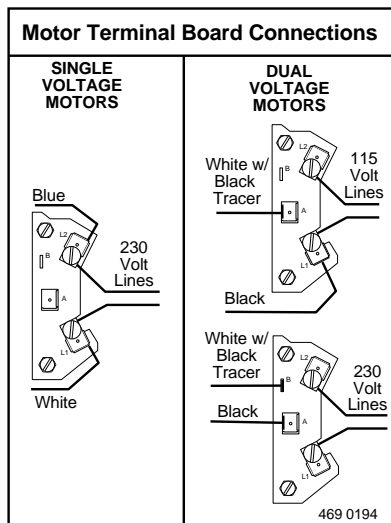 Motor Terminal Board Connections
SINGLE
VOLTAGE
MOTORS
Blue
L2
B
A
L1
230
Volt
Lines
White
DUAL
VOLTAGE
MOTORS
White w/
Black
Tracer
L2
B
A
L1
115
Volt
Lines
Black
White w/
Black
Tracer
L2
B
Black
A
L1
230
Volt
Lines
469 0194